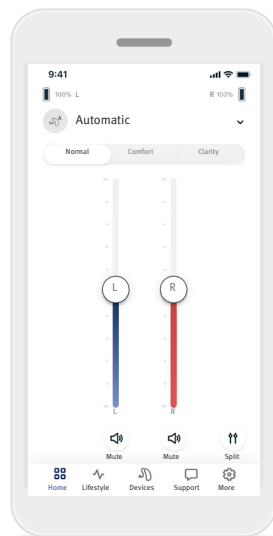 9:41
100% L R 100%
A
Automatic
Normal Comfort Clarity
L R
L R
Mute Mute Split
Home Lifestyle Devices Support More